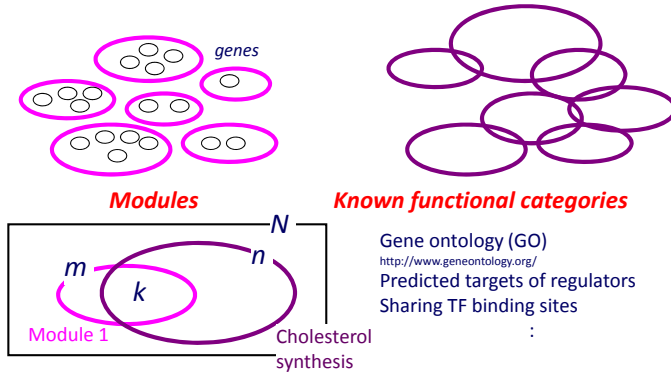 genes
Modules
Known functional categories
N
m
n
k
Module 1
Cholesterol
synthesis
Gene ontology (GO)
http://www.geneontology.org/
Predicted targets of regulators
Sharing TF binding sites
: